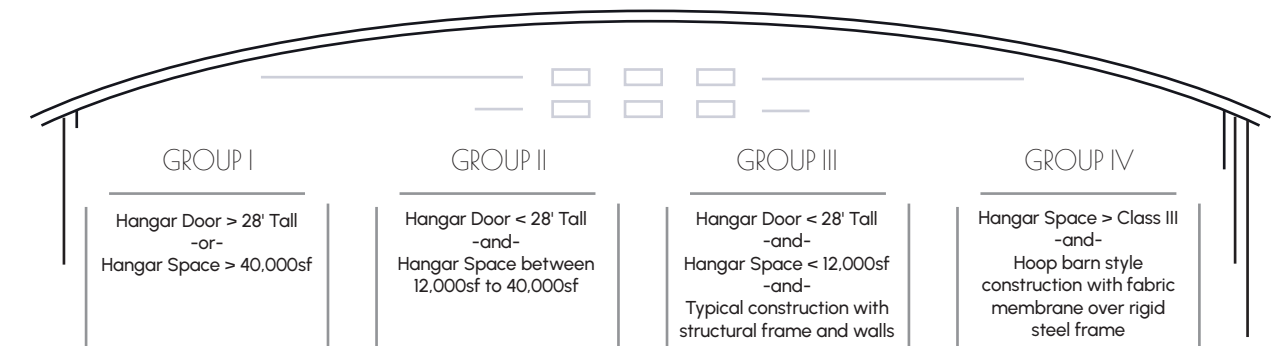 GROUP I
Hangar Door > 28' Tall
-or-
Hangar Space > 40,000sf
GROUP II
Hangar Door < 28' Tall
-and-
Hangar Space between
12,000sf to 40,000sf
GROUP III
Hangar Door < 28' Tall
-and-
Hangar Space < 12,000sf
-and-
Typical construction with
structural frame and walls
GROUP IV
Hangar Space > Class III
-and-
Hoop barn style
construction with fabric
membrane over rigid
steel frame